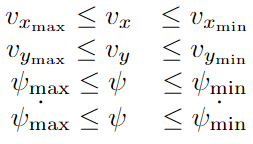 v_{x_{max}} ≤ v_x ≤ v_{x_{min}}
v_{y_{max}} ≤ v_y ≤ v_{y_{min}}
ψ_{max} ≤ ψ ≤ ψ_{min}
ψ̇_{max} ≤ ψ ≤ ψ̇_{min}